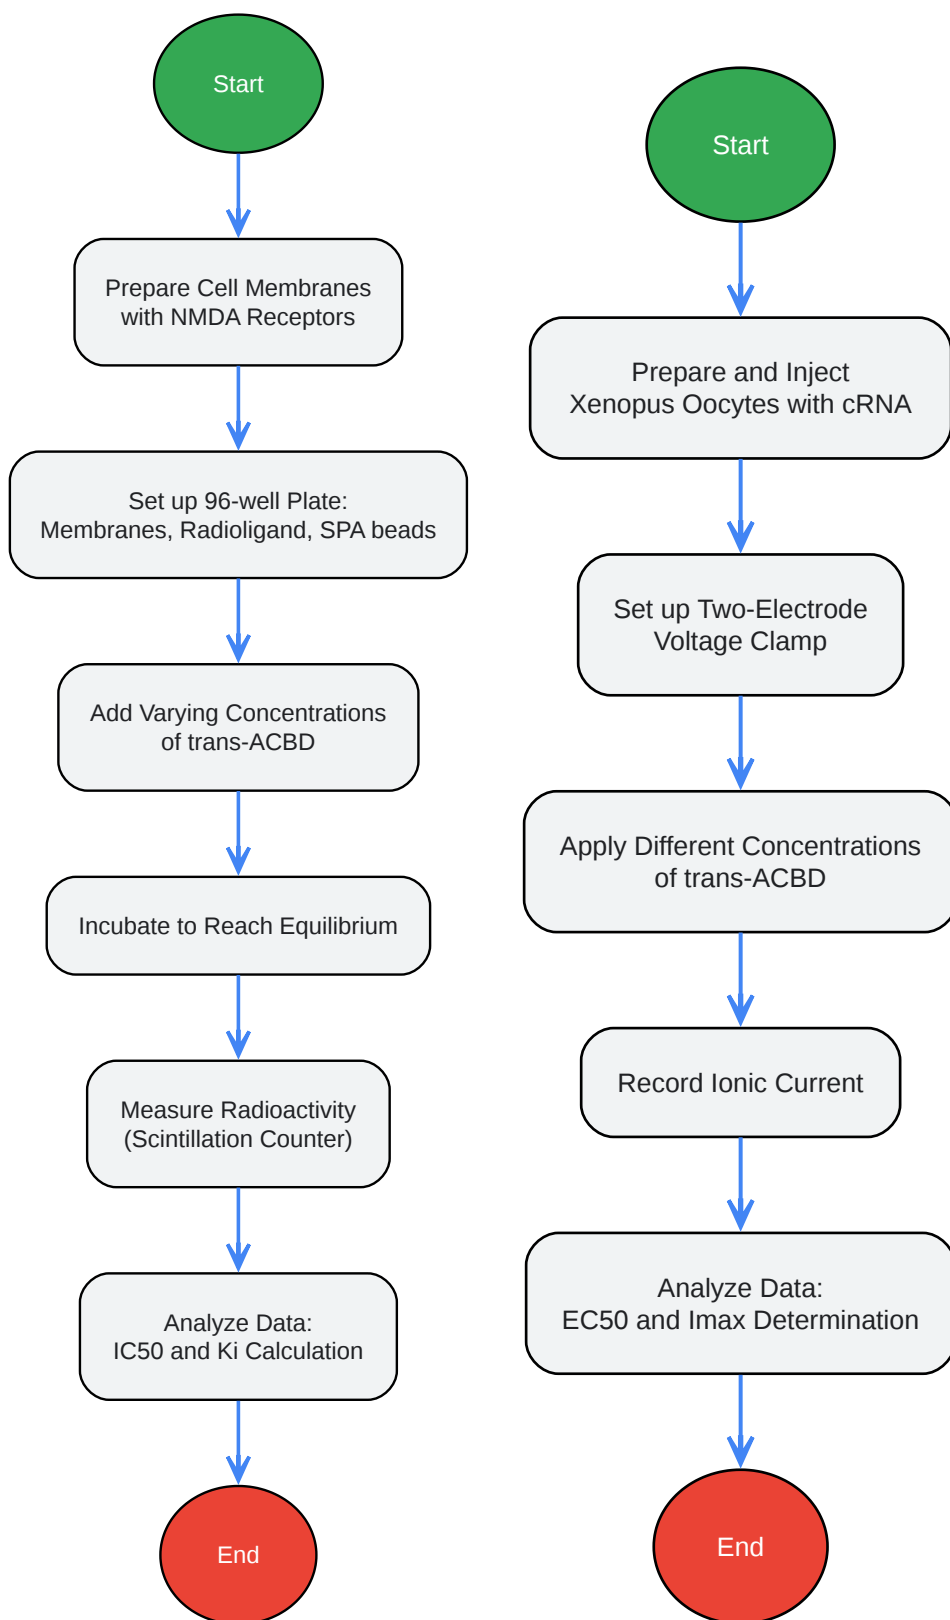 Start
Prepare Cell Membranes
with NMDA Receptors
Set up 96-well Plate:
Membranes, Radioligand, SPA beads
Add Varying Concentrations
of trans-ACBD
Incubate to Reach Equilibrium
Measure Radioactivity
(Scintillation Counter)
Analyze Data:
IC50 and Ki Calculation
End
Start
Prepare and Inject
Xenopus Oocytes with cRNA
Set up Two-Electrode
Voltage Clamp
Apply Different Concentrations
of trans-ACBD
Record Ionic Current
Analyze Data:
EC50 and Imax Determination
End